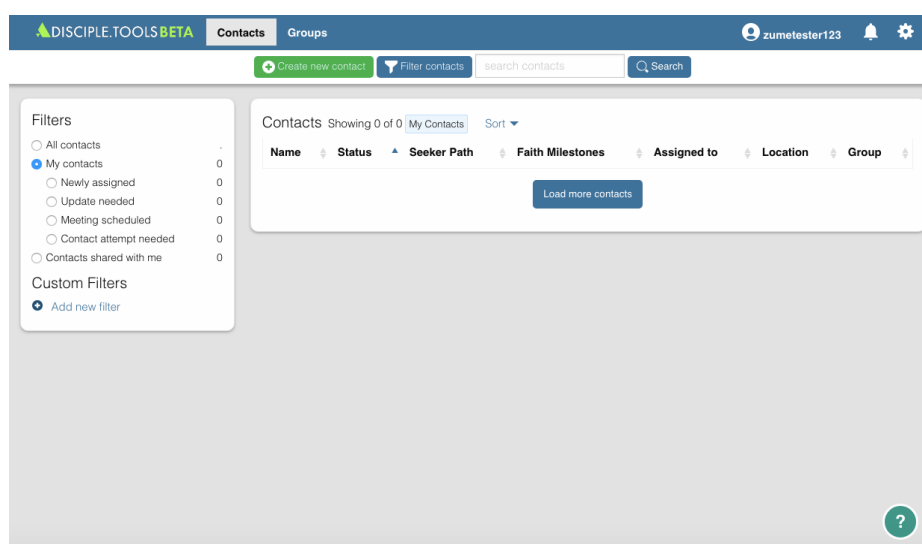 DISCIPLE.TOOLS BETA Contacts Groups zumetester123
Create new contact Filter contacts search contacts Search
Filters
All contacts .
My contacts 0
Newly assigned 0
Update needed 0
Meeting scheduled 0
Contact attempt needed 0
Contacts shared with me 0
Custom Filters
Add new filter
Contacts Showing 0 of 0 My Contacts Sort
Name Status Seeker Path Faith Milestones Assigned to Location Group
Load more contacts
?